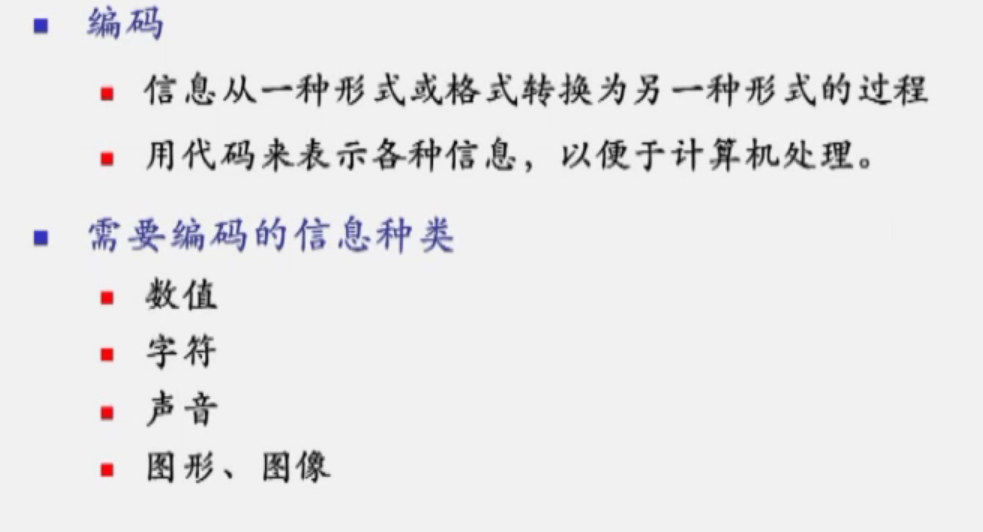 编码
信息从一种形式或格式转换为另一种形式的过程
用代码来表示各种信息，以便于计算机处理。
需要编码的信息种类
数值
字符
声音
图形、图像